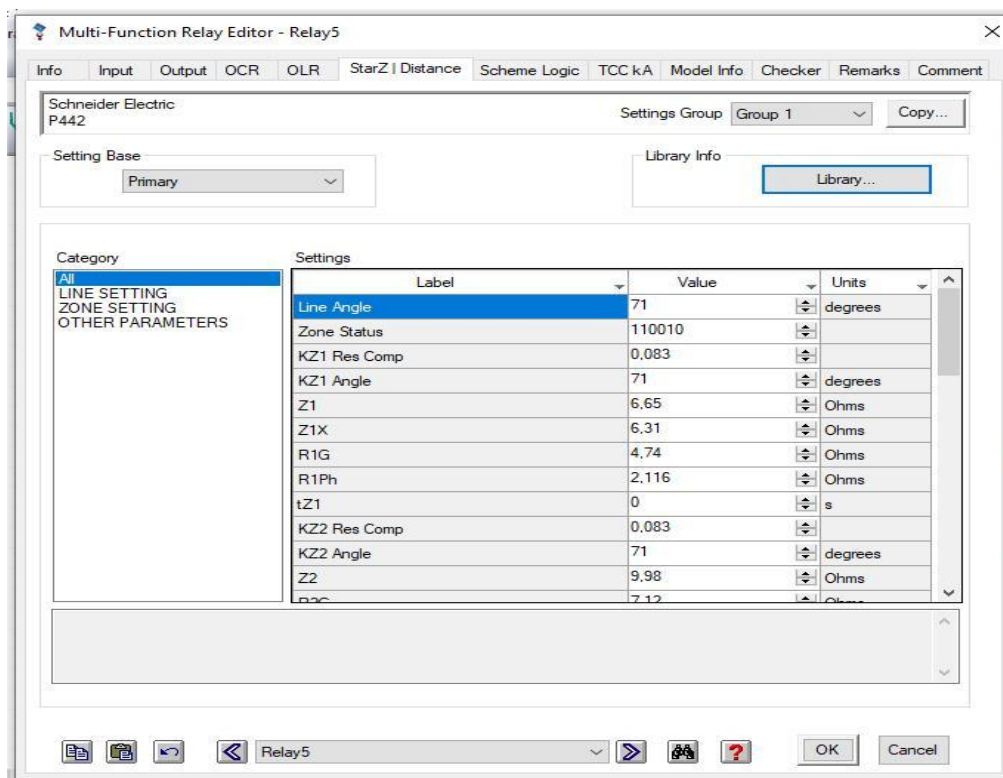 Multi-Function Relay Editor - Relay5
Info Input Output OCR OLR StarZ | Distance Scheme Logic TCC kA Model Info Checker Remarks Comment
Schneider Electric
P442
Settings Group Group 1 Copy...
Setting Base
Primary
Library Info
Library...
Category
All
LINE SETTING
ZONE SETTING
OTHER PARAMETERS
Settings
Label Value Units
Line Angle 71 degrees
Zone Status 110010
KZ1 Res Comp 0,083
KZ1 Angle 71 degrees
Z1 6,65 Ohms
Z1X 6,31 Ohms
R1G 4,74 Ohms
R1Ph 2,116 Ohms
tZ1 0 s
KZ2 Res Comp 0,083
KZ2 Angle 71 degrees
Z2 9,98 Ohms
R2G 7,12 Ohms
Relay5
OK Cancel